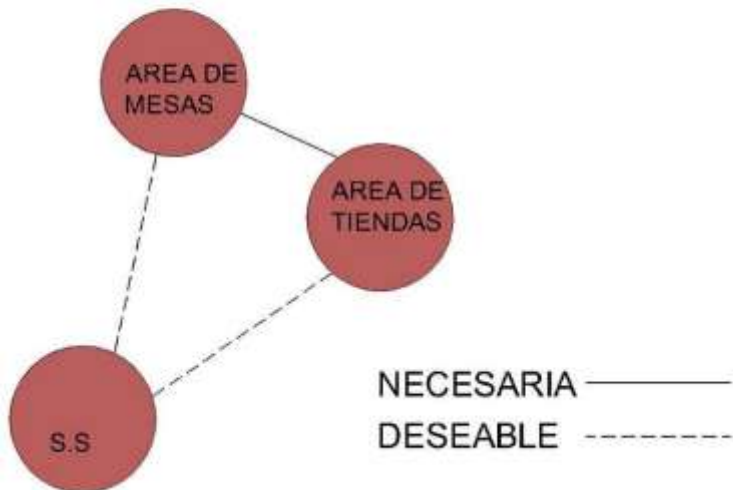 AREA DE
MESAS
AREA DE
TIENDAS
S.S
NECESARIA
DESEABLE